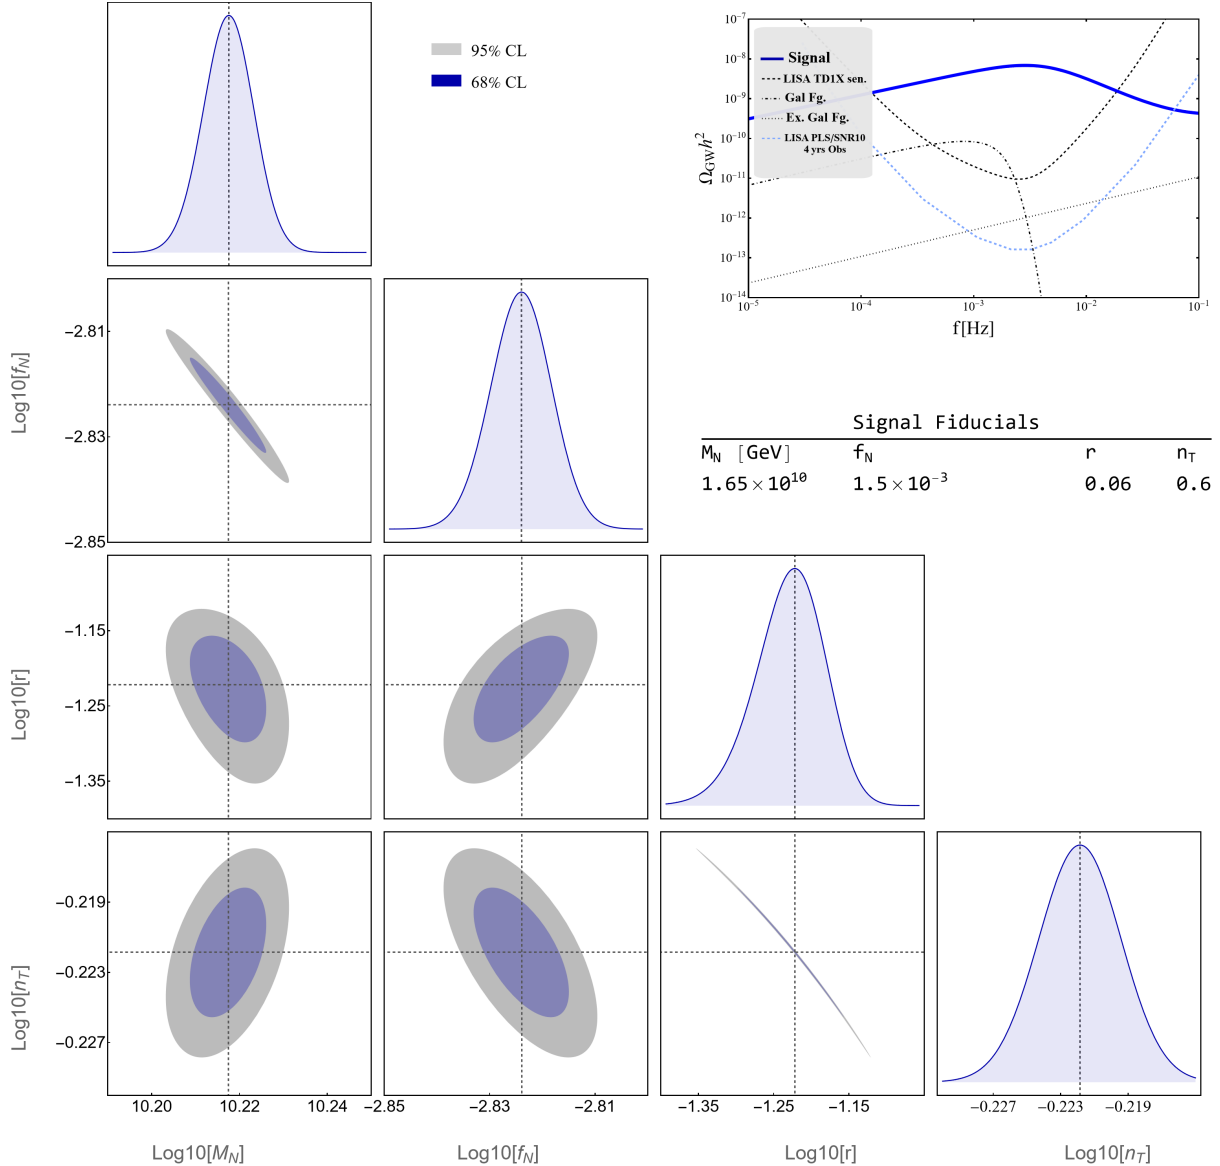 95% CL
68% CL
10⁻⁷
10⁻⁸
10⁻⁹
10⁻¹⁰
10⁻¹¹
10⁻¹²
10⁻¹³
10⁻¹⁴
Ω_GW h²
Signal
LISA TD1X sen.
Gal Fg.
Ex. Gal Fg.
LISA PLS/SNR10
4 yrs Obs
10⁻⁵ 10⁻⁴ 10⁻³ 10⁻² 10⁻¹
f[Hz]
Signal Fiducials
M_N [GeV] f_N r n_T
1.65×10¹⁰ 1.5×10⁻³ 0.06 0.6
Log10[f_N]
−2.81
−2.83
−2.85
Log10[r]
−1.15
−1.25
−1.35
Log10[n_T]
−0.219
−0.223
−0.227
10.20 10.22 10.24 −2.85 −2.83 −2.81 −1.35 −1.25 −1.15 −0.227 −0.223 −0.219
Log10[M_N] Log10[f_N] Log10[r] Log10[n_T]